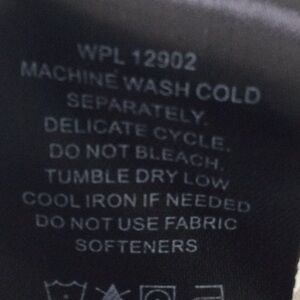 WPL 12902
MACHINE WASH COLD
SEPARATELY.
DELICATE CYCLE.
DO NOT BLEACH.
TUMBLE DRY LOW
COOL IRON IF NEEDED
DO NOT USE FABRIC
SOFTENERS